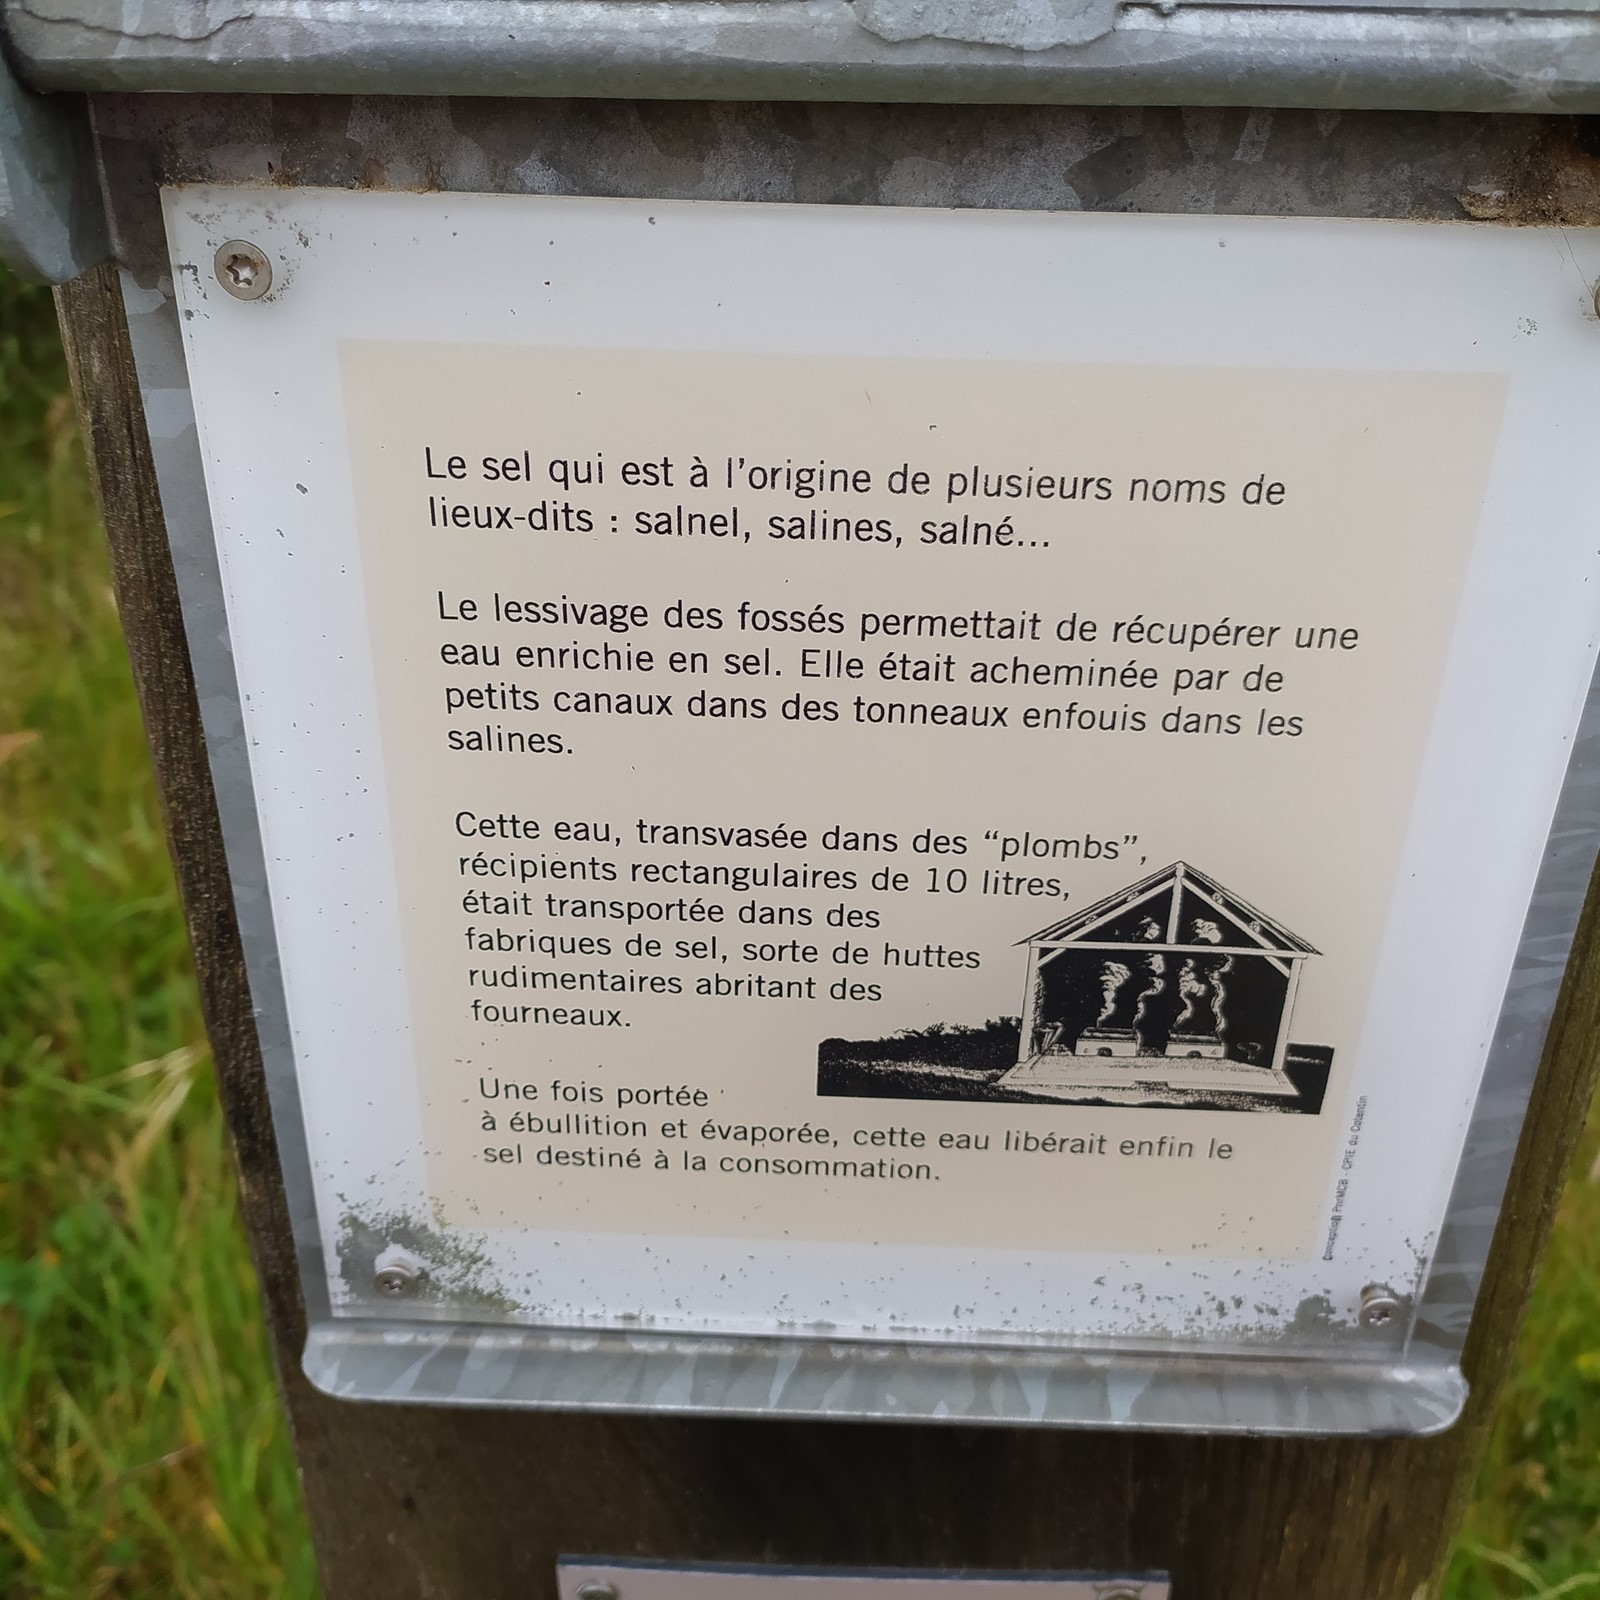 Le sel qui est à l'origine de plusieurs noms de
lieux-dits : salnel, salines, salné...
Le lessivage des fossés permettait de récupérer une
eau enrichie en sel. Elle était acheminée par de
petits canaux dans des tonneaux enfouis dans les
salines.
Cette eau, transvasée dans des “plombs”,
récipients rectangulaires de 10 litres,
était transportée dans des
fabriques de sel, sorte de huttes
rudimentaires abritant des
fourneaux.
Une fois portée
à ébullition et évaporée, cette eau libérait enfin le
sel destiné à la consommation.
Conception PnrMCB - CPIE du Cotentin